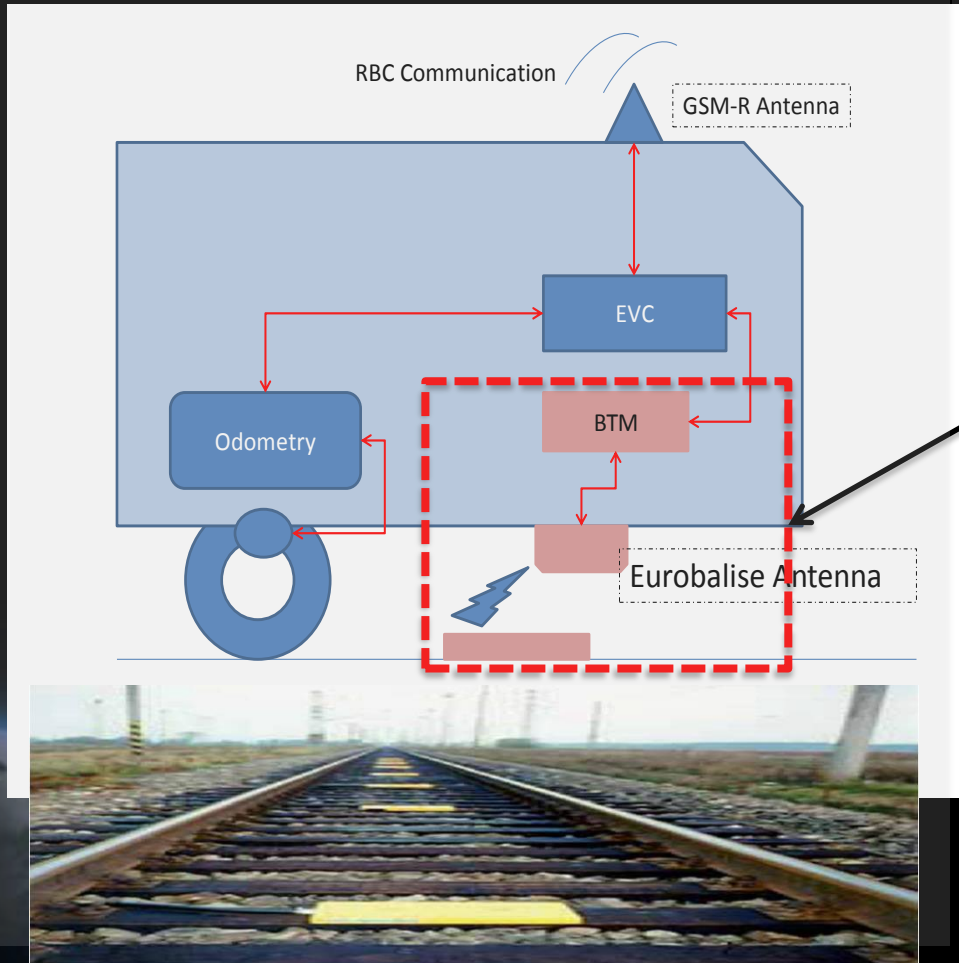 RBC Communication
GSM-R Antenna
EVC
BTM
Odometry
Eurobalise Antenna